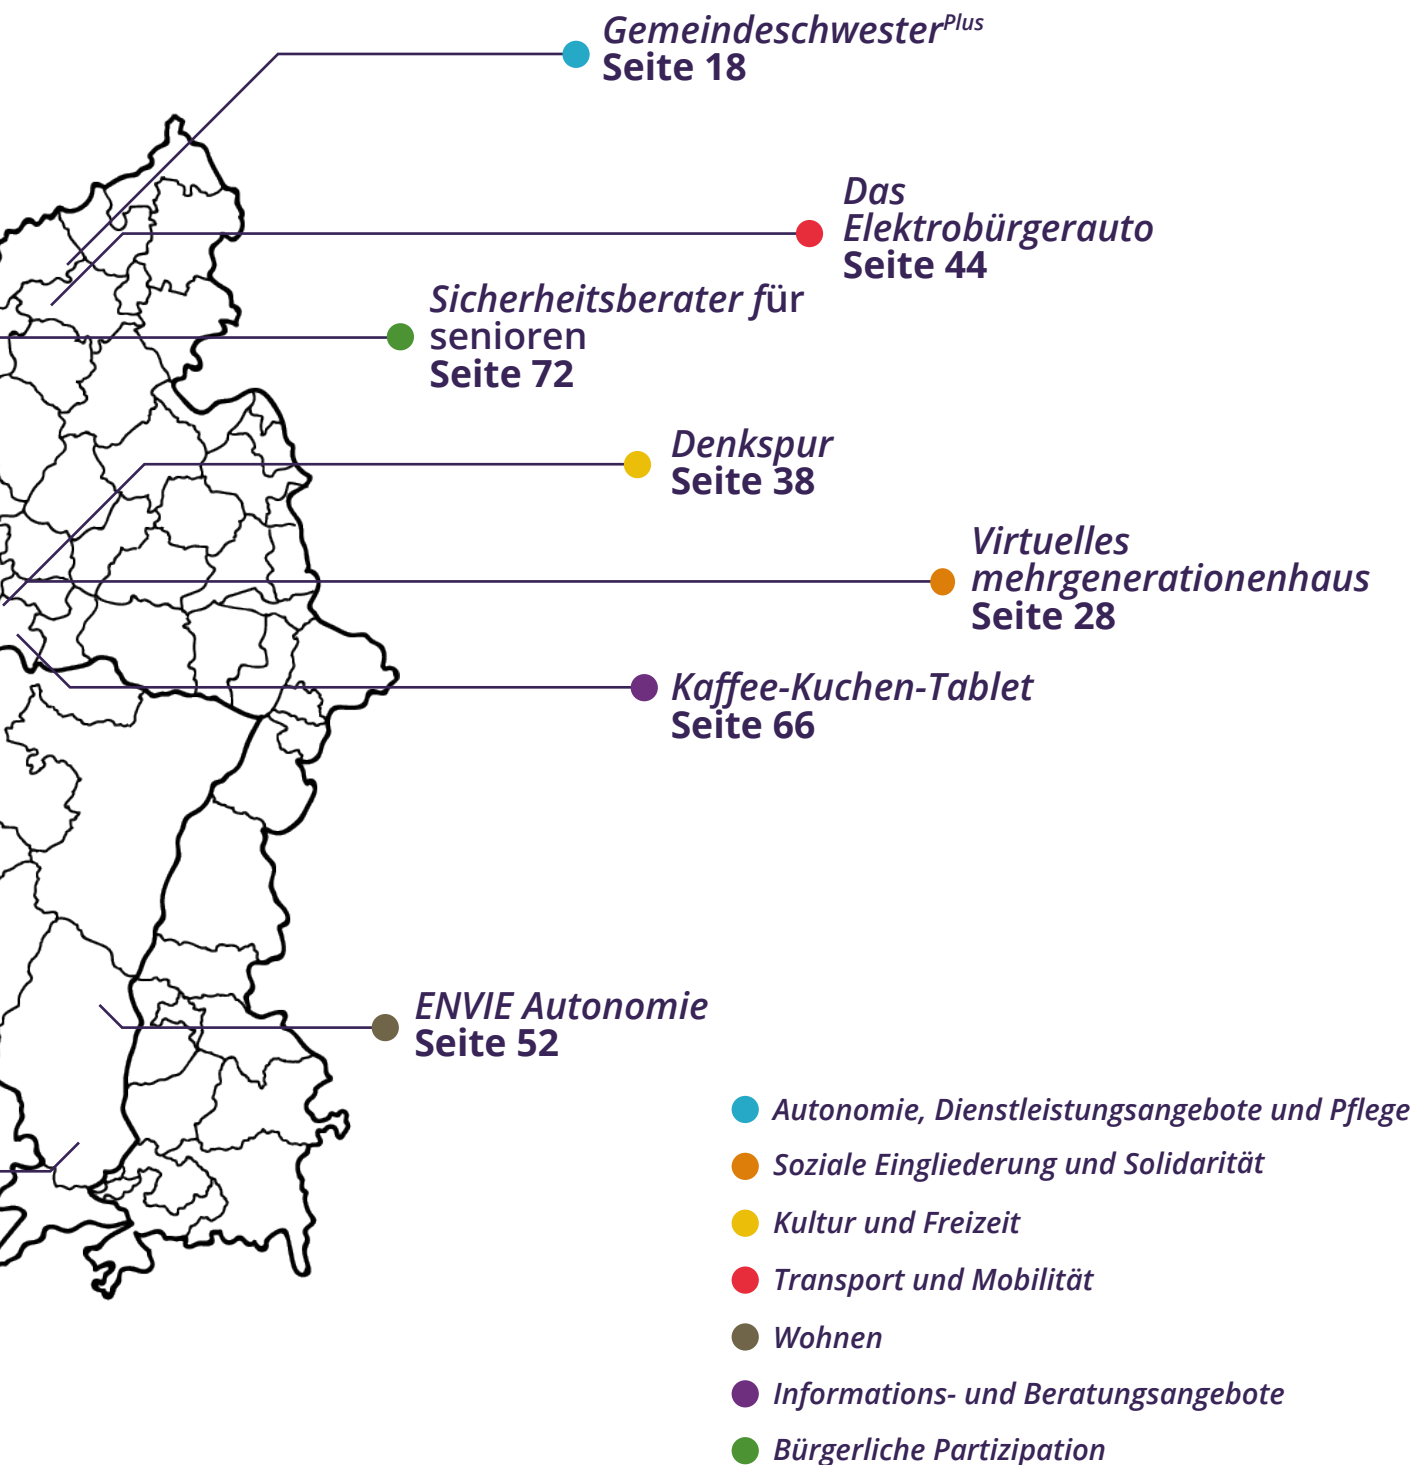 Gemeindeschwester^Plus
Seite 18
Das
Elektrobürgerauto
Seite 44
Sicherheitsberater für
senioren
Seite 72
Denkspur
Seite 38
Virtuelles
mehrgenerationenhaus
Seite 28
Kaffee-Kuchen-Tablet
Seite 66
ENVIE Autonomie
Seite 52
Autonomie, Dienstleistungsangebote und Pflege
Soziale Eingliederung und Solidarität
Kultur und Freizeit
Transport und Mobilität
Wohnen
Informations- und Beratungsangebote
Bürgerliche Partizipation